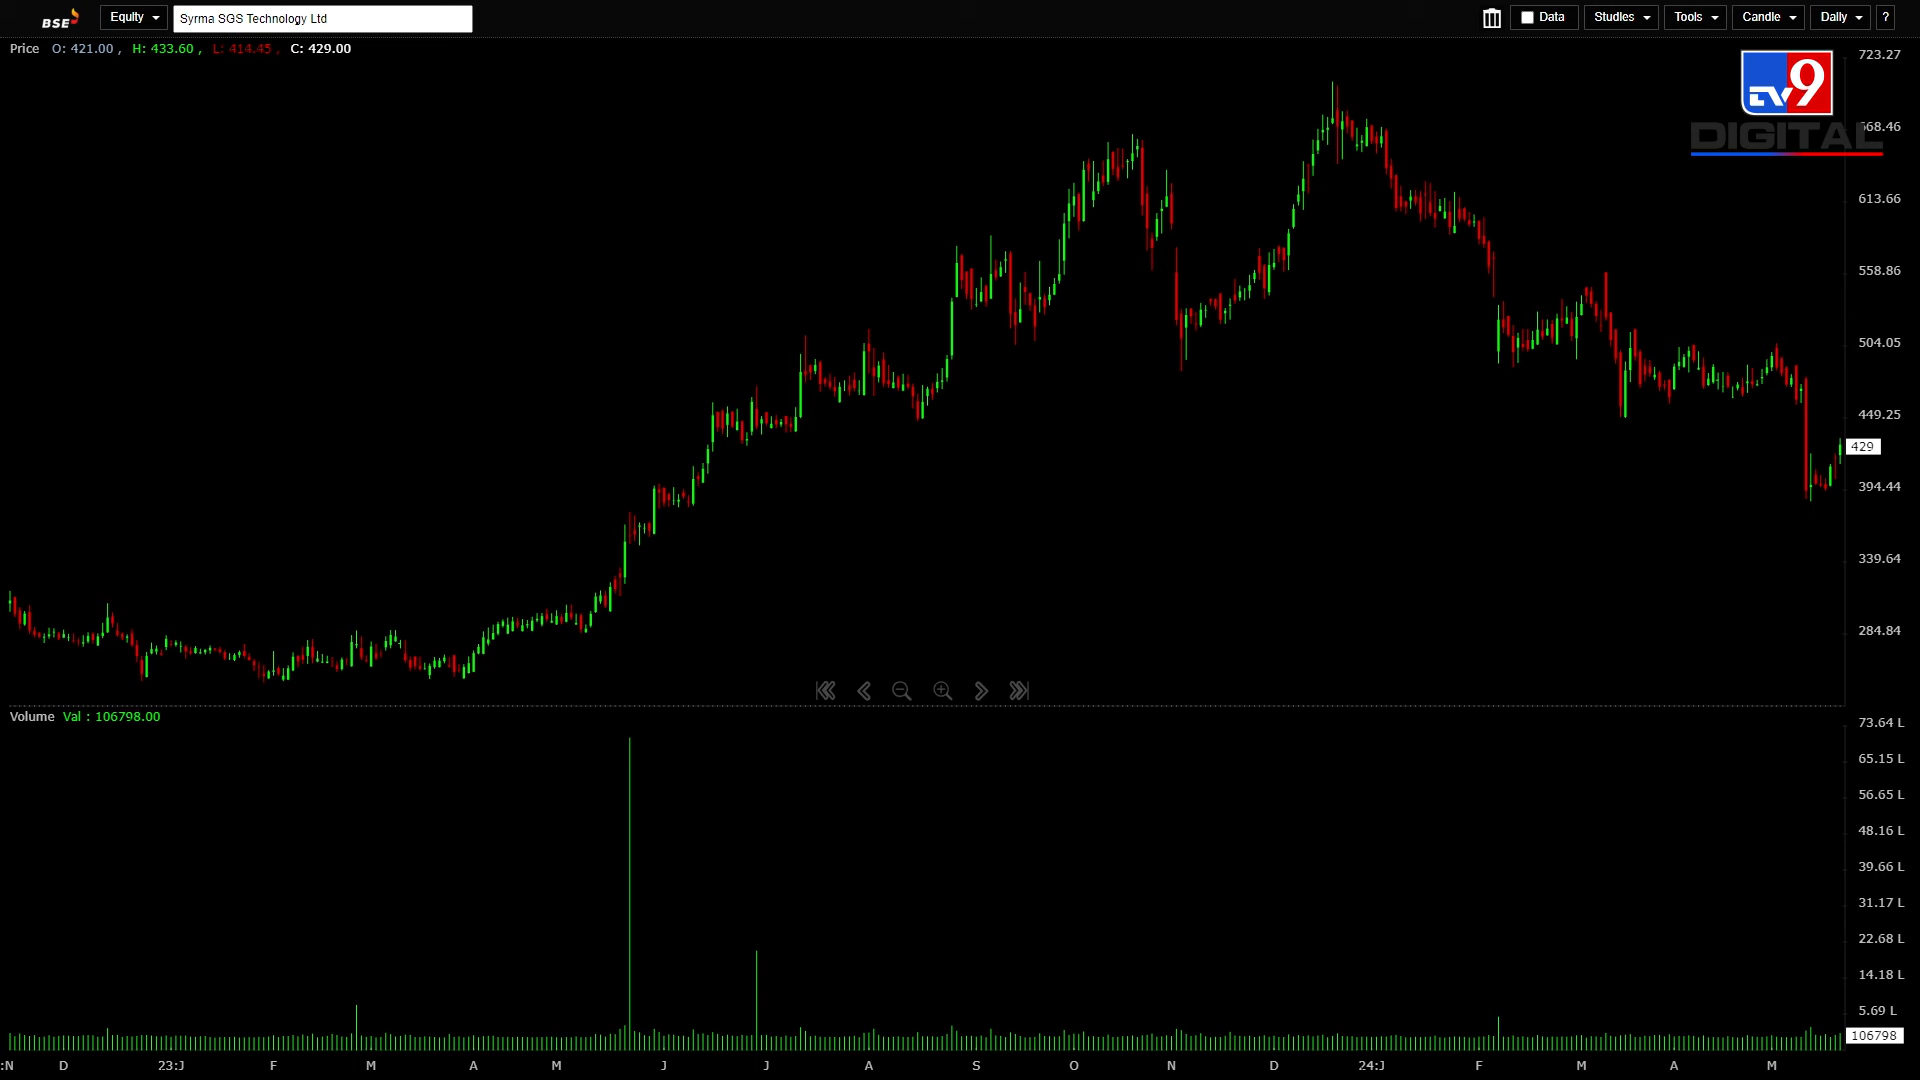 BSE Equity Syrma SGS Technology Ltd Data Studies Tools Candle Daily ?
Price O: 421.00 , H: 433.60 , L: 414.45 , C: 429.00
723.27
TV9
DIGITAL
668.46
613.66
558.86
504.05
449.25
429
394.44
339.64
284.84
Volume Val : 106798.00
73.64 L
65.15 L
56.65 L
48.16 L
39.66 L
31.17 L
22.68 L
14.18 L
5.69 L
106798
:N D 23:J F M A M J J A S O N D 24:J F M A M